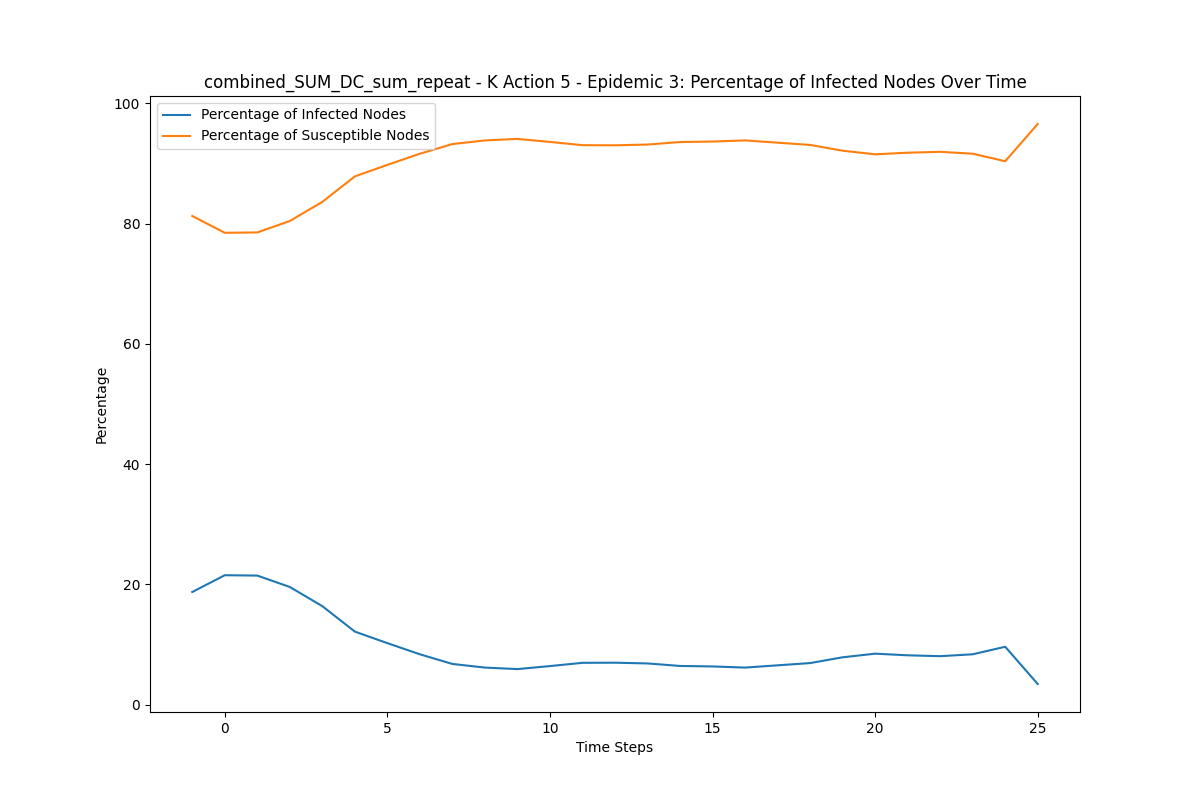 combined_SUM_DC_sum_repeat - K Action 5 - Epidemic 3: Percentage of Infected Nodes Over Time
Percentage of Infected Nodes
Percentage of Susceptible Nodes
100
80
60
40
20
0
Percentage
0 5 10 15 20 25
Time Steps